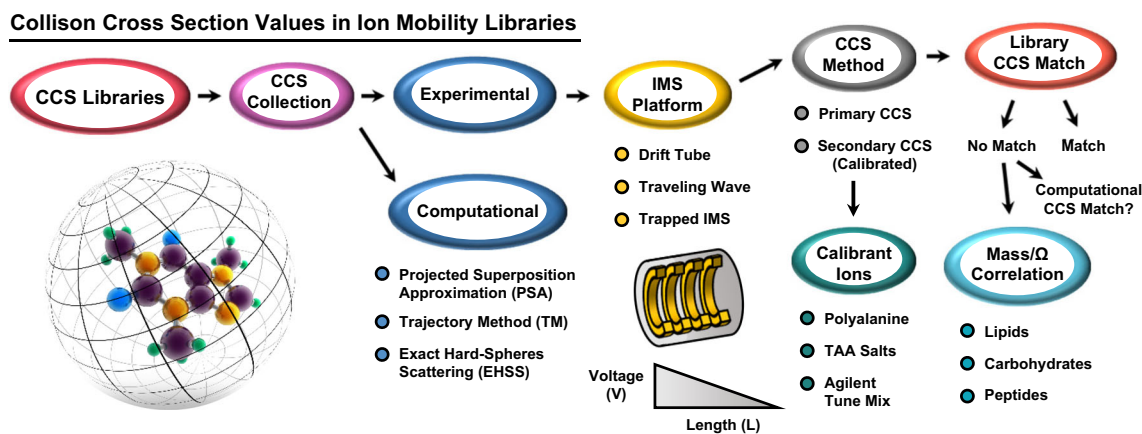 Collison Cross Section Values in Ion Mobility Libraries
CCS Libraries
CCS
Collection
Experimental
Computational
Projected Superposition
Approximation (PSA)
Trajectory Method (TM)
Exact Hard-Spheres
Scattering (EHSS)
IMS
Platform
Drift Tube
Traveling Wave
Trapped IMS
Voltage
(V)
Length (L)
CCS
Method
Primary CCS
Secondary CCS
(Calibrated)
Calibrant
Ions
Polyalanine
TAA Salts
Agilent
Tune Mix
Library
CCS Match
No Match
Match
Computational
CCS Match?
Mass/Ω
Correlation
Lipids
Carbohydrates
Peptides